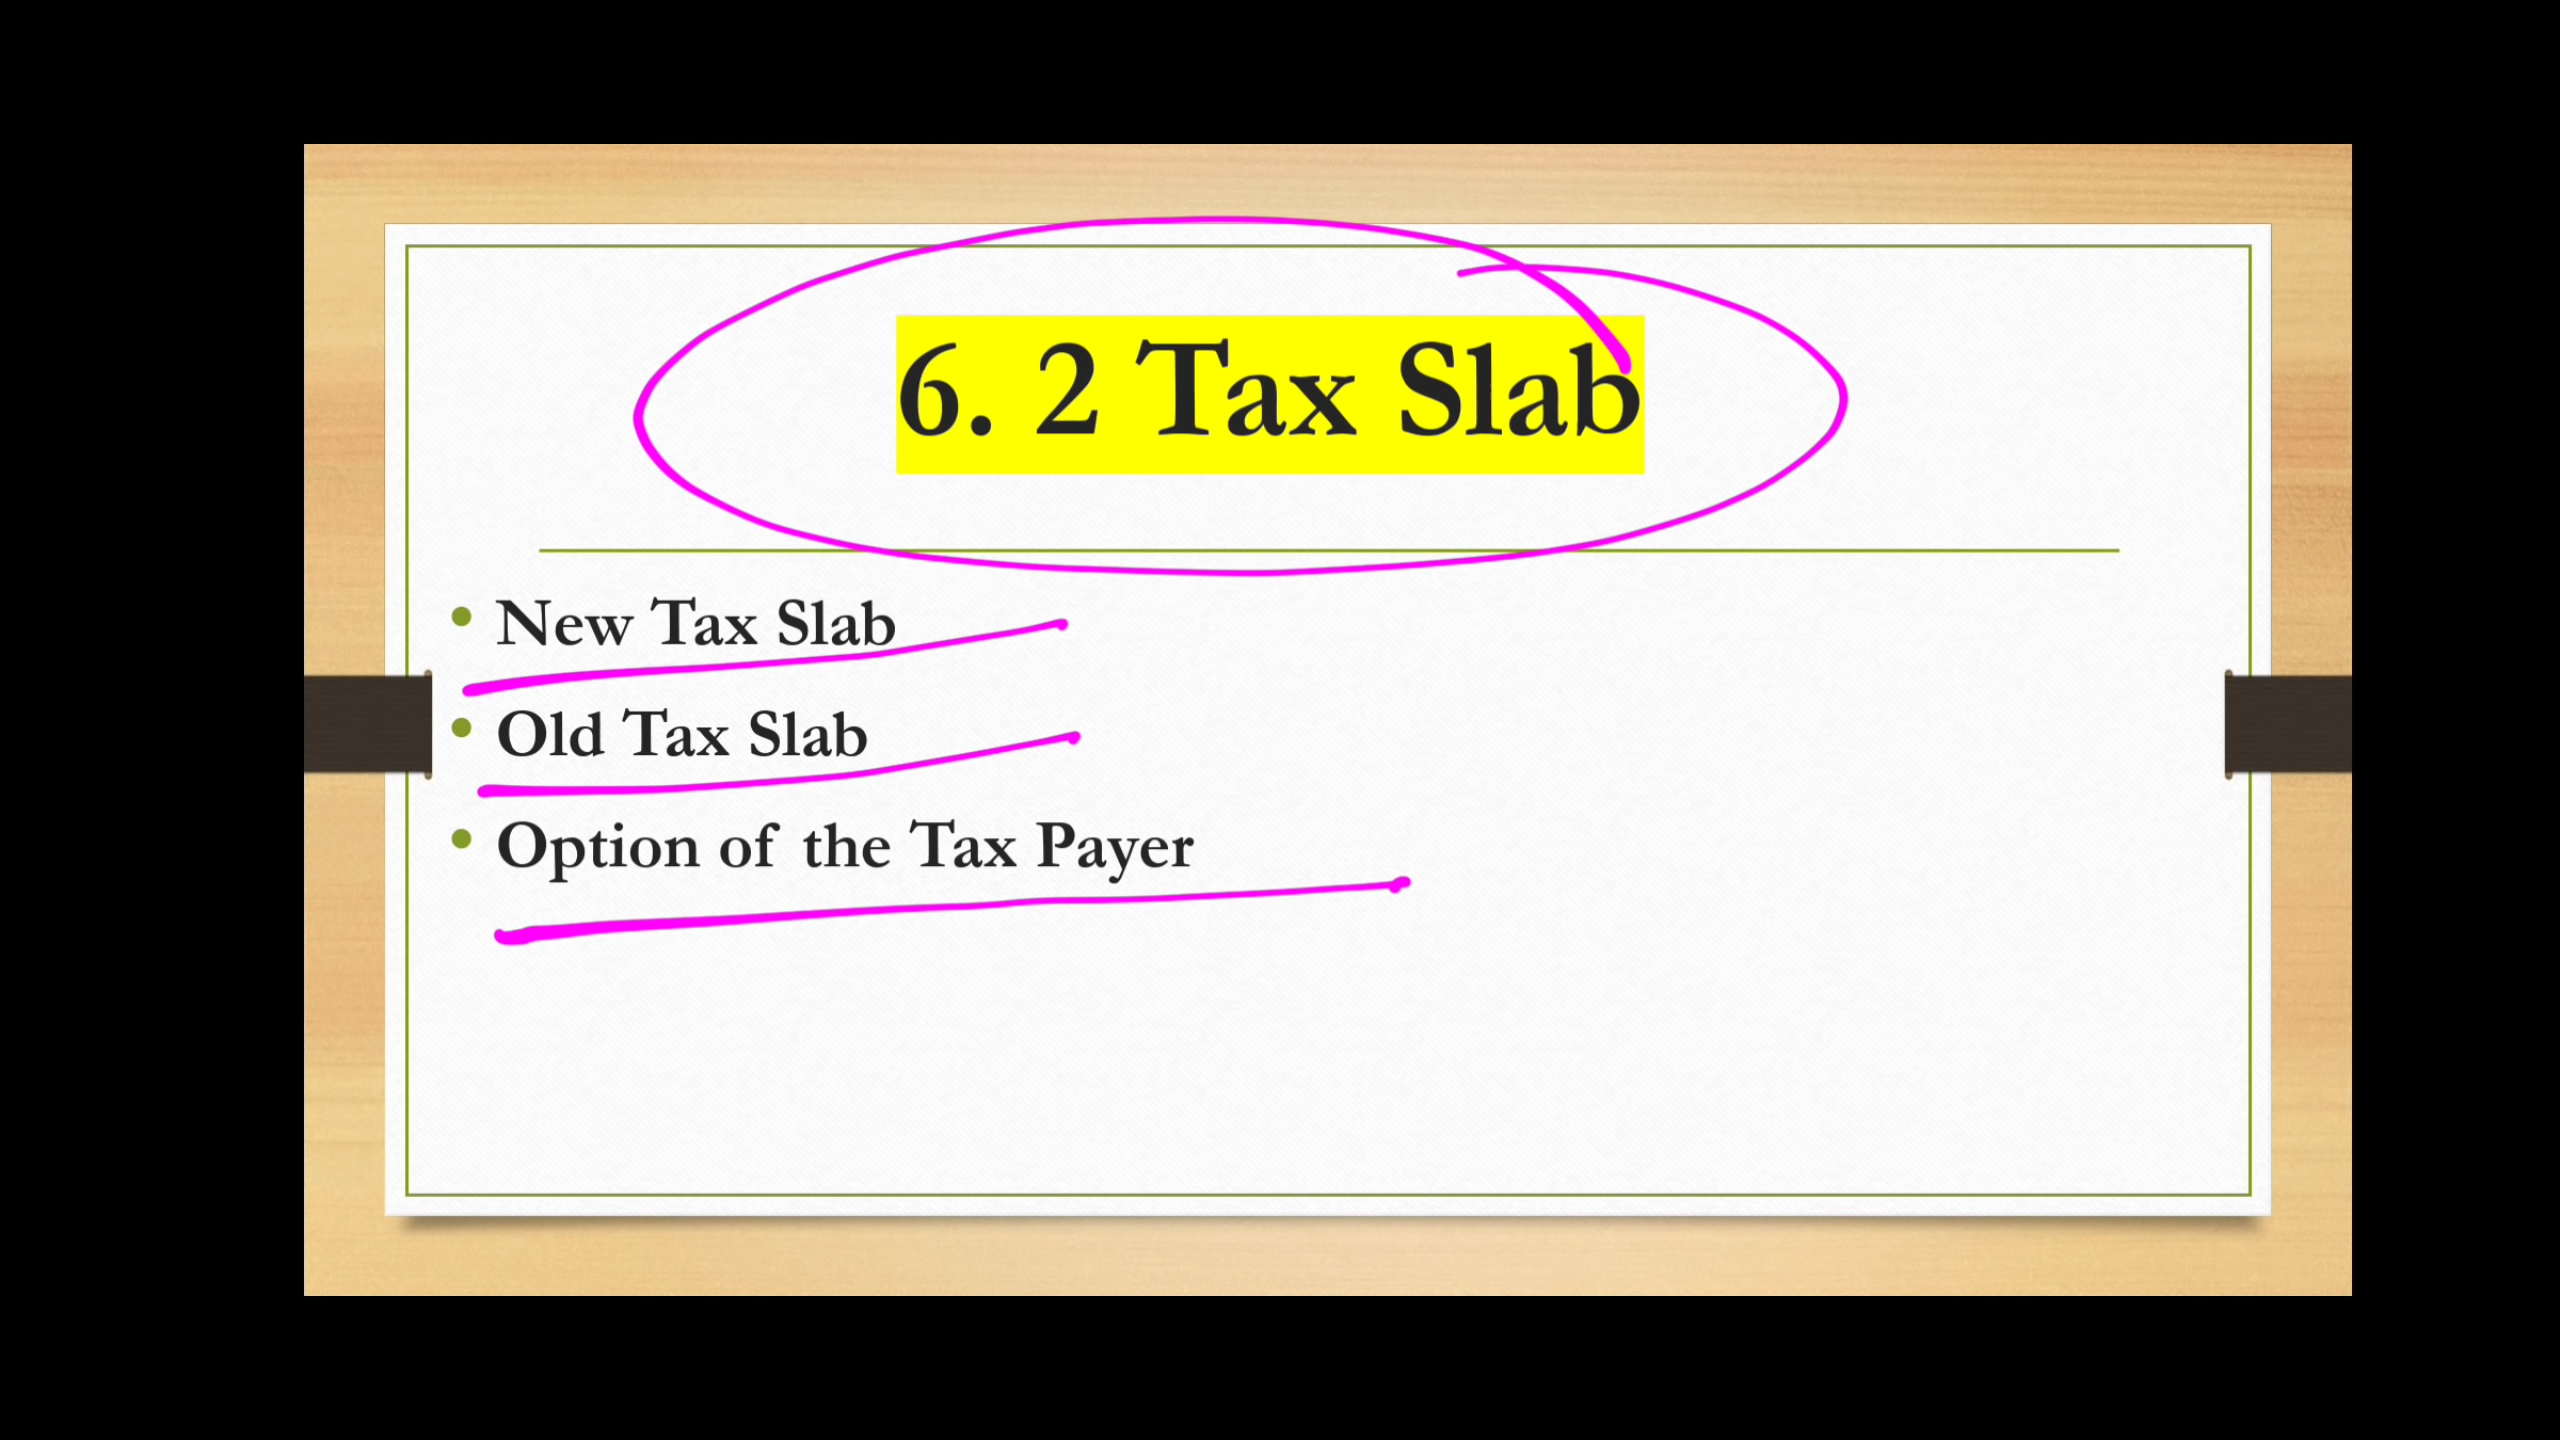 6. 2 Tax Slab
• New Tax Slab
• Old Tax Slab
• Option of the Tax Payer